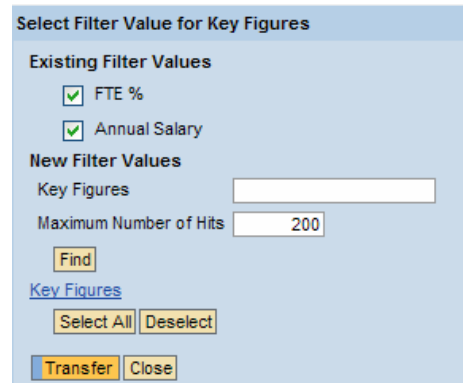 Select Filter Value for Key Figures
Existing Filter Values
FTE %
Annual Salary
New Filter Values
Key Figures
Maximum Number of Hits 200
Find
Key Figures
Select All Deselect
Transfer Close